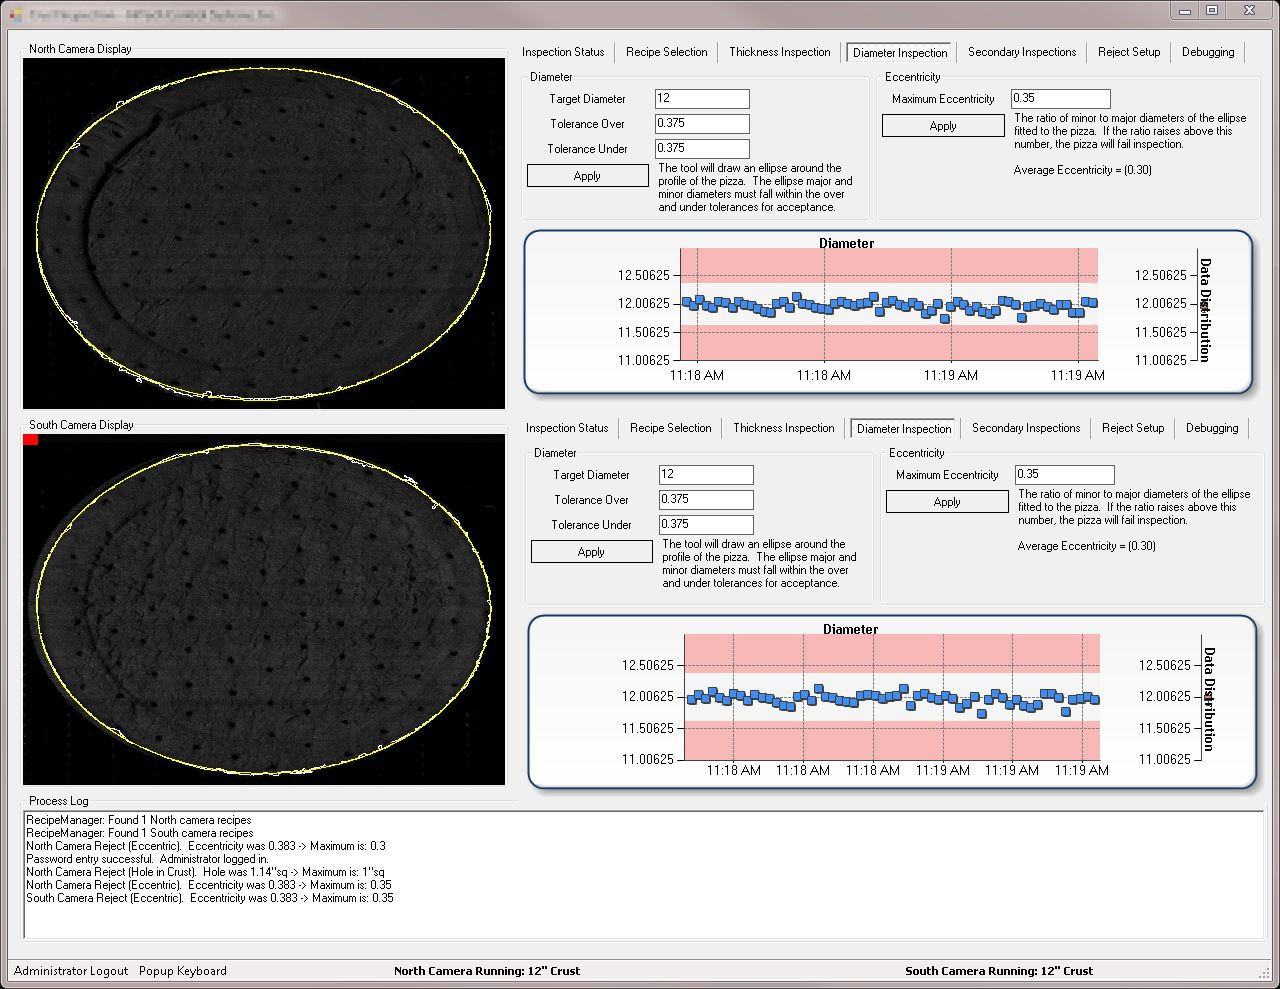 North Camera Display
Inspection Status
Recipe Selection
Thickness Inspection
Diameter Inspection
Secondary Inspections
Reject Setup
Debugging
Diameter
Target Diameter
12
Tolerance Over
0.375
Tolerance Under
0.375
Apply
The tool will draw an ellipse around the
profile of the pizza. The ellipse major and
minor diameters must fall within the over
and under tolerances for acceptance.
Eccentricity
Maximum Eccentricity
0.35
Apply
The ratio of minor to major diameters of the ellipse
fitted to the pizza. If the ratio raises above this
number, the pizza will fail inspection.
Average Eccentricity = (0.30)
Diameter
12.50625
12.00625
11.50625
11.00625
11:18 AM
11:18 AM
11:19 AM
11:19 AM
12.50625
12.00625
11.50625
11.00625
Data Distribution
South Camera Display
Inspection Status
Recipe Selection
Thickness Inspection
Diameter Inspection
Secondary Inspections
Reject Setup
Debugging
Diameter
Target Diameter
12
Tolerance Over
0.375
Tolerance Under
0.375
Apply
The tool will draw an ellipse around the
profile of the pizza. The ellipse major and
minor diameters must fall within the over
and under tolerances for acceptance.
Eccentricity
Maximum Eccentricity
0.35
Apply
The ratio of minor to major diameters of the ellipse
fitted to the pizza. If the ratio raises above this
number, the pizza will fail inspection.
Average Eccentricity = (0.30)
Diameter
12.50625
12.00625
11.50625
11.00625
11:18 AM
11:18 AM
11:18 AM
11:19 AM
11:19 AM
11:19 AM
12.50625
12.00625
11.50625
11.00625
Data Distribution
Process Log
RecipeManager: Found 1 North camera recipes
RecipeManager: Found 1 South camera recipes
North Camera Reject (Eccentric). Eccentricity was 0.383 -> Maximum is: 0.3
Password entry successful. Administrator logged in.
North Camera Reject (Hole in Crust). Hole was 1.14"sq -> Maximum is: 1"sq
North Camera Reject (Eccentric). Eccentricity was 0.383 -> Maximum is: 0.35
South Camera Reject (Eccentric). Eccentricity was 0.383 -> Maximum is: 0.35
Administrator Logout
Popup Keyboard
North Camera Running: 12" Crust
South Camera Running: 12" Crust